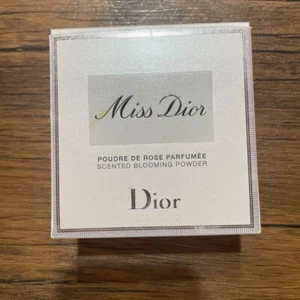 Miss Dior
POUDRE DE ROSE PARFUMÉE
SCENTED BLOOMING POWDER
Dior